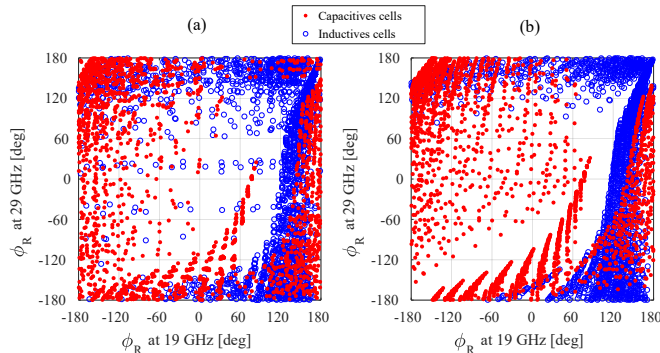 (a)
Capacitives cells
Inductives cells
(b)
180
120
60
0
-60
-120
-180
ϕR at 29 GHz [deg]
-180 -120 -60 0 60 120 180
ϕR at 19 GHz [deg]
180
120
60
0
-60
-120
-180
ϕR at 29 GHz [deg]
-180 -120 -60 0 60 120 180
ϕR at 19 GHz [deg]